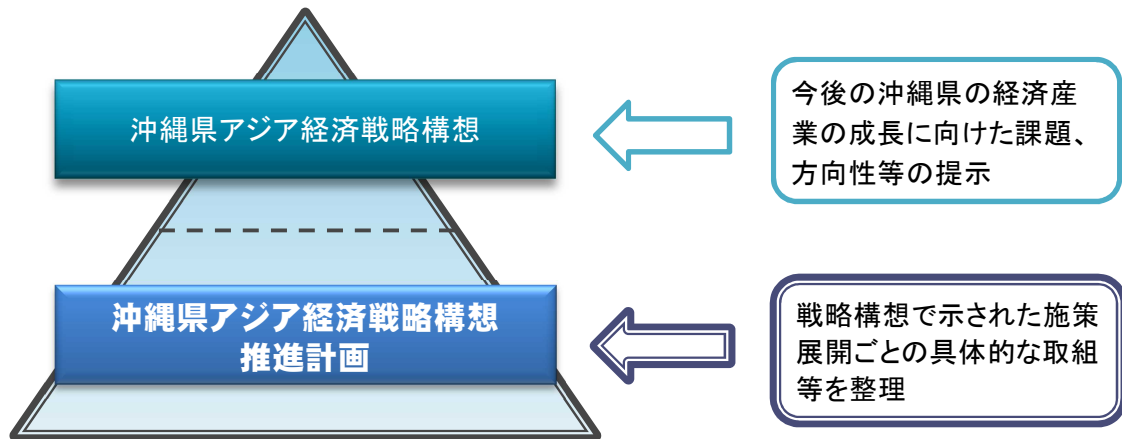 沖縄県アジア経済戦略構想
今後の沖縄県の経済産
業の成長に向けた課題、
方向性等の提示
沖縄県アジア経済戦略構想
推進計画
戦略構想で示された施策
展開ごとの具体的な取組
等を整理